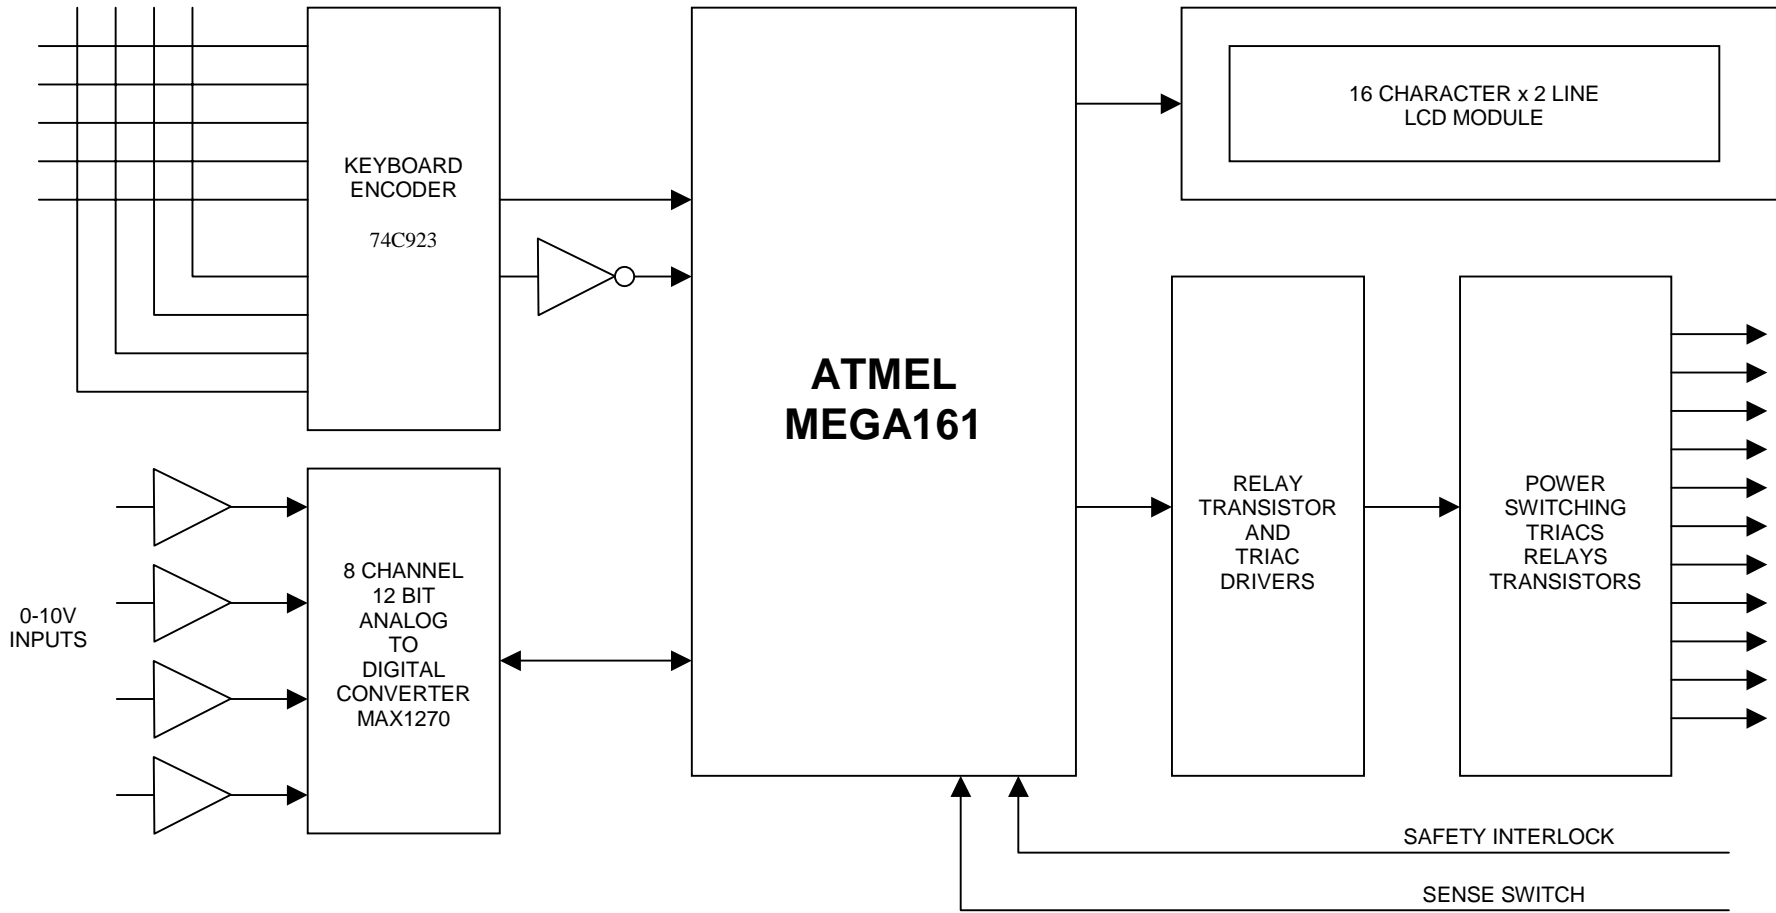 KEYBOARD
ENCODER
74C923
ATMEL
MEGA161
16 CHARACTER x 2 LINE
LCD MODULE
0-10V
INPUTS
8 CHANNEL
12 BIT
ANALOG
TO
DIGITAL
CONVERTER
MAX1270
RELAY
TRANSISTOR
AND
TRIAC
DRIVERS
POWER
SWITCHING
TRIACS
RELAYS
TRANSISTORS
SAFETY INTERLOCK
SENSE SWITCH